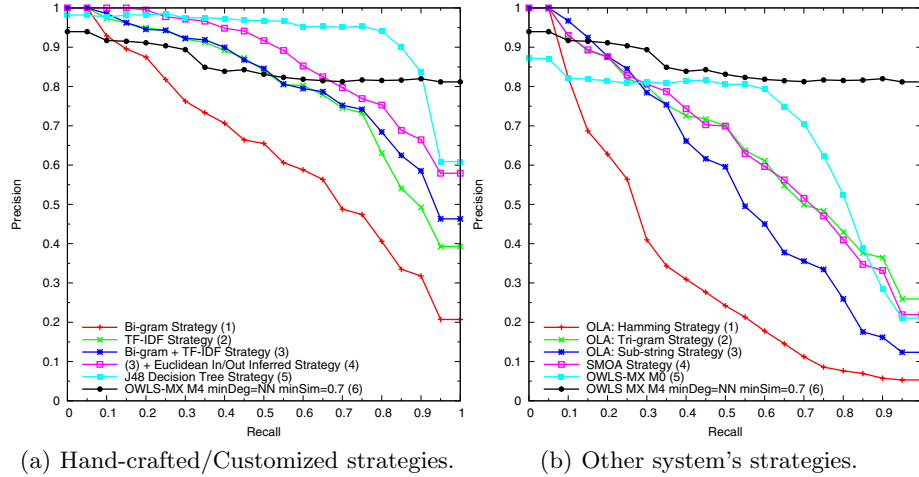 1
0.9
0.8
0.7
0.6
0.5
0.4
0.3
0.2
0.1
0
Precision
Bi-gram Strategy (1)
TF-IDF Strategy (2)
Bi-gram + TF-IDF Strategy (3)
(3) + Euclidean In/Out Inferred Strategy (4)
J48 Decision Tree Strategy (5)
OWLS-MX M4 minDeg=NN minSim=0.7 (6)
0 0.1 0.2 0.3 0.4 0.5 0.6 0.7 0.8 0.9 1
Recall
(a) Hand-crafted/Customized strategies.
1
0.9
0.8
0.7
0.6
0.5
0.4
0.3
0.2
0.1
0
Precision
OLA: Hamming Strategy (1)
OLA: Tri-gram Strategy (2)
OLA: Sub-string Strategy (3)
SMOA Strategy (4)
OWLS-MX M0 (5)
OWLS MX M4 minDeg=NN minSim=0.7 (6)
0 0.1 0.2 0.3 0.4 0.5 0.6 0.7 0.8 0.9
Recall
(b) Other system's strategies.